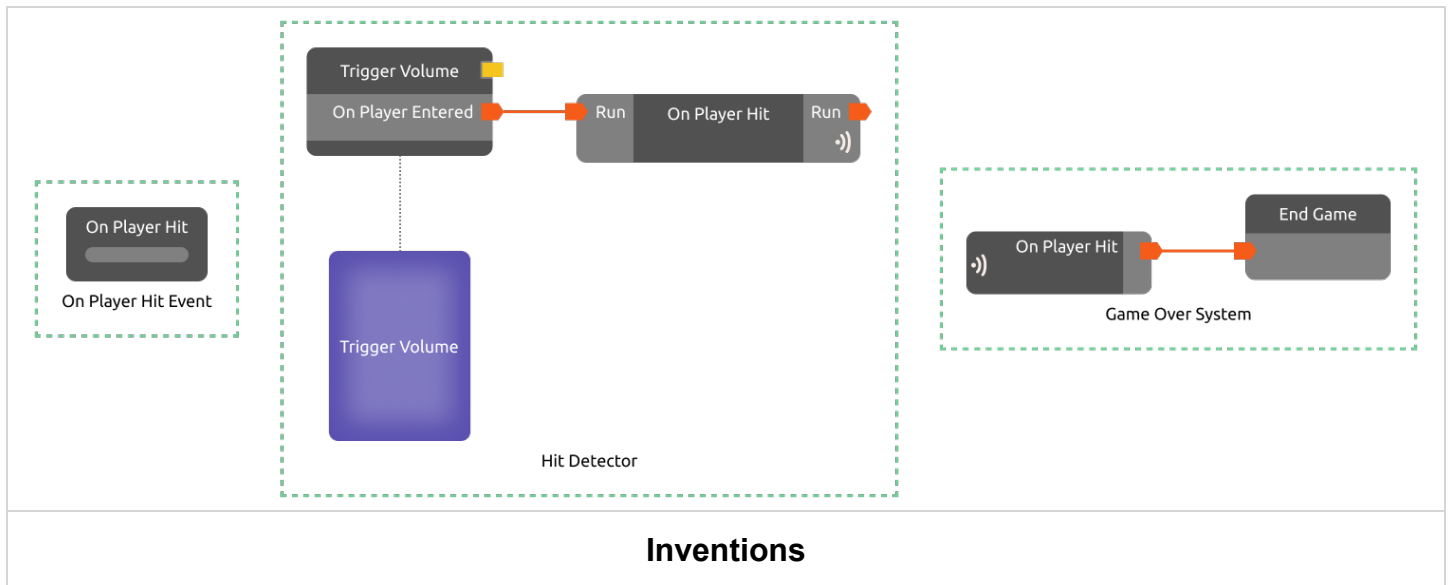 On Player Hit
On Player Hit Event
Trigger Volume
On Player Entered
Run
On Player Hit
Run
Trigger Volume
Hit Detector
On Player Hit
End Game
Game Over System
Inventions